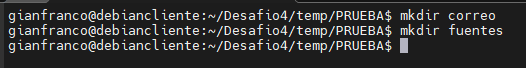 gianfranco@debiancliente:~/Desafio4/temp/PRUEBA$ mkdir correo
gianfranco@debiancliente:~/Desafio4/temp/PRUEBA$ mkdir fuentes
gianfranco@debiancliente:~/Desafio4/temp/PRUEBA$